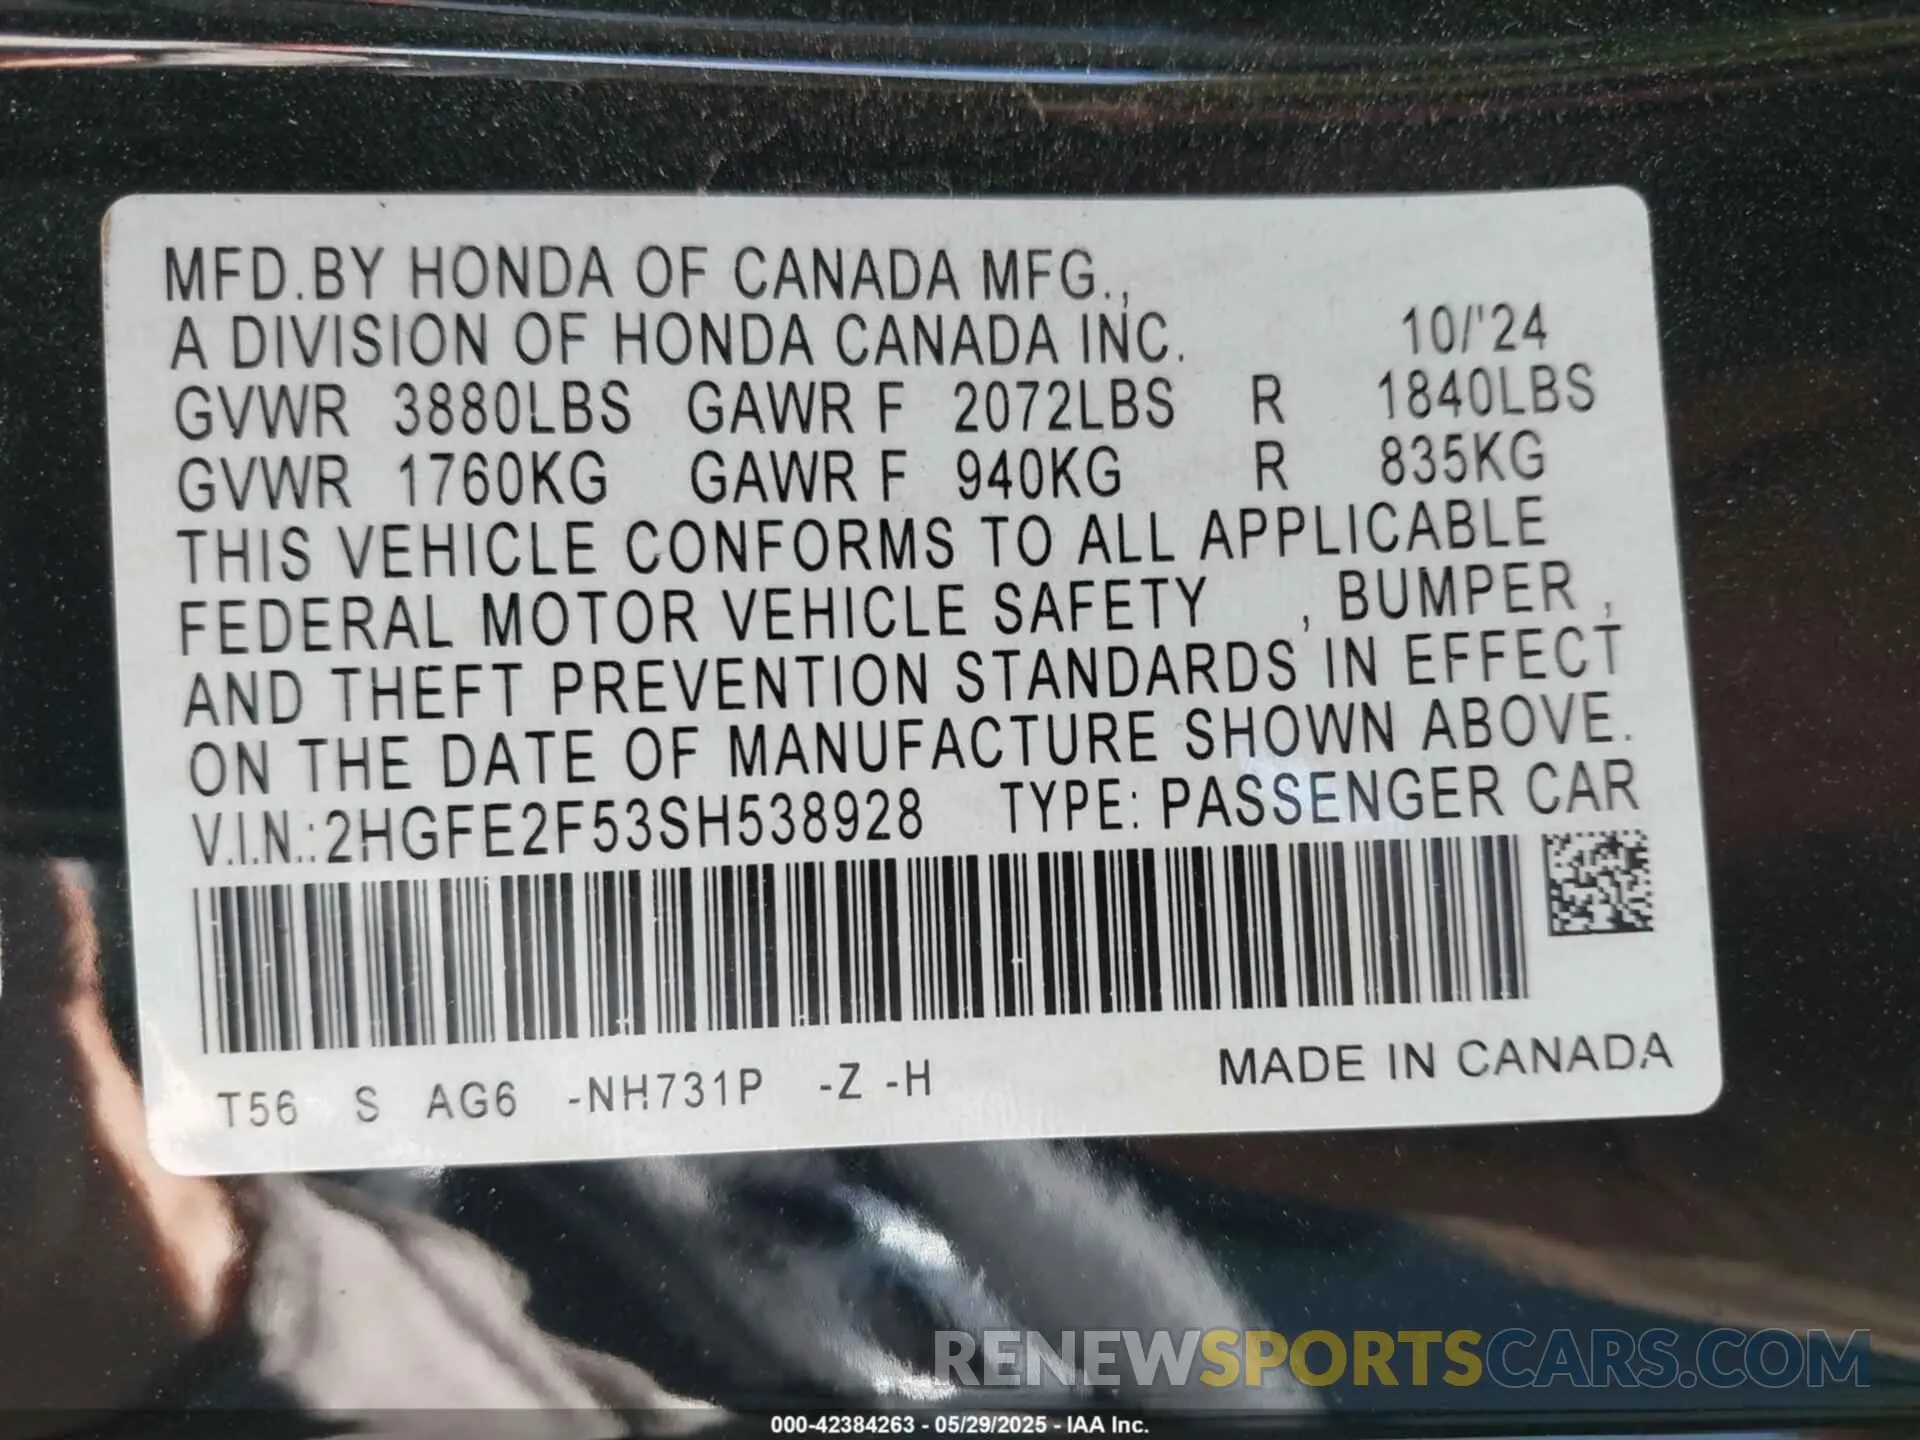 MFD.BY HONDA OF CANADA MFG.,
A DIVISION OF HONDA CANADA INC. 10/'24
GVWR 3880LBS GAWR F 2072LBS R 1840LBS
GVWR 1760KG GAWR F 940KG R 835KG
THIS VEHICLE CONFORMS TO ALL APPLICABLE
FEDERAL MOTOR VEHICLE SAFETY , BUMPER ,
AND THEFT PREVENTION STANDARDS IN EFFECT
ON THE DATE OF MANUFACTURE SHOWN ABOVE.
V.I.N.:2HGFE2F53SH538928 TYPE: PASSENGER CAR
T56 S AG6 -NH731P -Z -H MADE IN CANADA
RENEWSPORTSCARS.COM
000-42384263 - 05/29/2025 - IAA Inc.